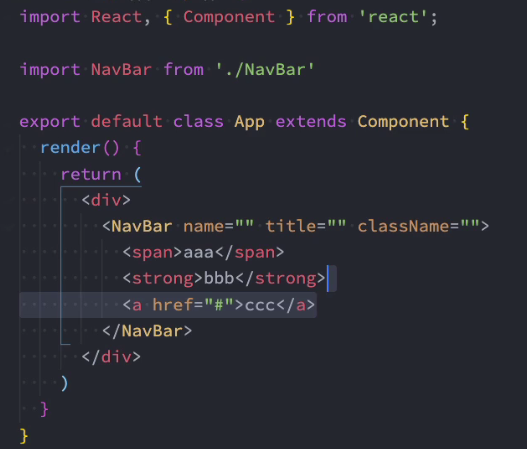 import React, { Component } from 'react';
import NavBar from './NavBar'
export default class App extends Component {
render() {
return (
<div>
<NavBar name="" title="" className="">
<span>aaa</span>
<strong>bbb</strong>
<a href="#">ccc</a>
</NavBar>
</div>
)
}
}